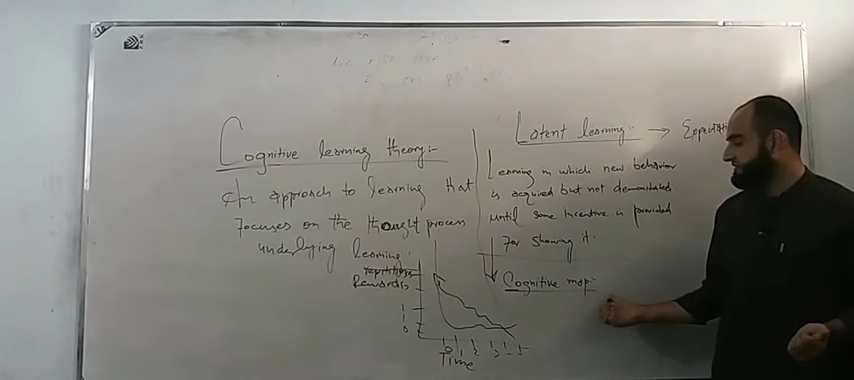 Cognitive learning theory:-
An approach to learning that
Focuses on the thought process
underlying learning.
Rewards
Time
Latent learning:- → Expectati
Learning in which new behavior
is acquired but not demonstrated
until some incentive is provided
For showing it.
Cognitive map:-